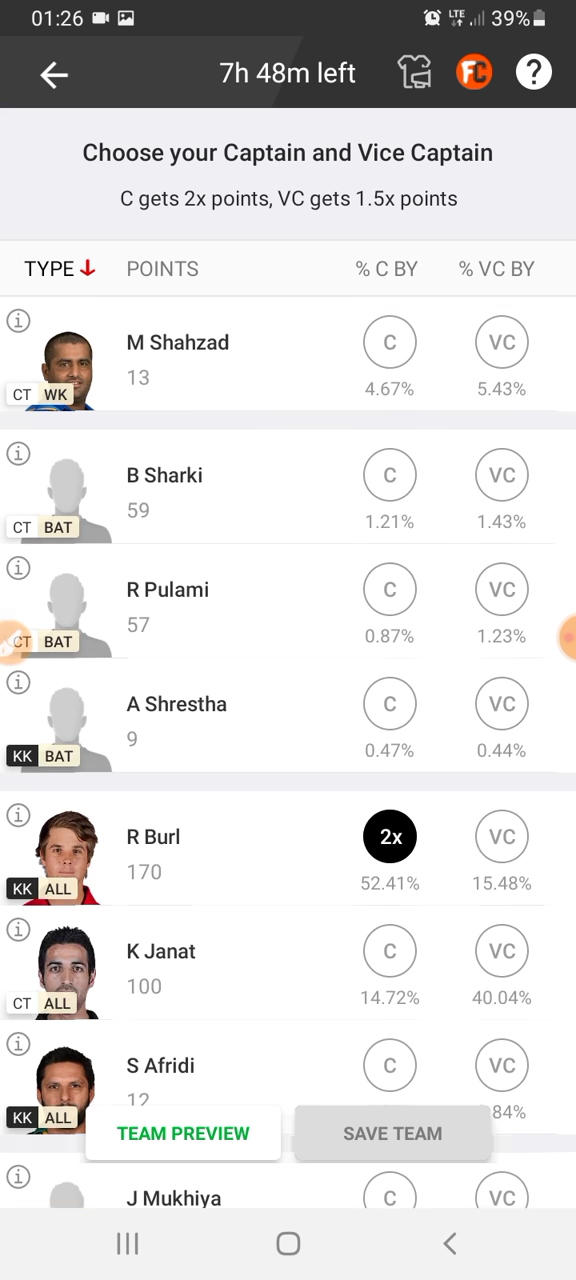 01:26 LTE 39%
7h 48m left FC ?
Choose your Captain and Vice Captain
C gets 2x points, VC gets 1.5x points
TYPE POINTS % C BY % VC BY
M Shahzad C VC
13 4.67% 5.43%
CT WK
B Sharki C VC
59 1.21% 1.43%
CT BAT
R Pulami C VC
57 0.87% 1.23%
CT BAT
A Shrestha C VC
9 0.47% 0.44%
KK BAT
R Burl 2x VC
170 52.41% 15.48%
KK ALL
K Janat C VC
100 14.72% 40.04%
CT ALL
S Afridi C VC
12 84%
KK ALL
TEAM PREVIEW SAVE TEAM
J Mukhiya C VC